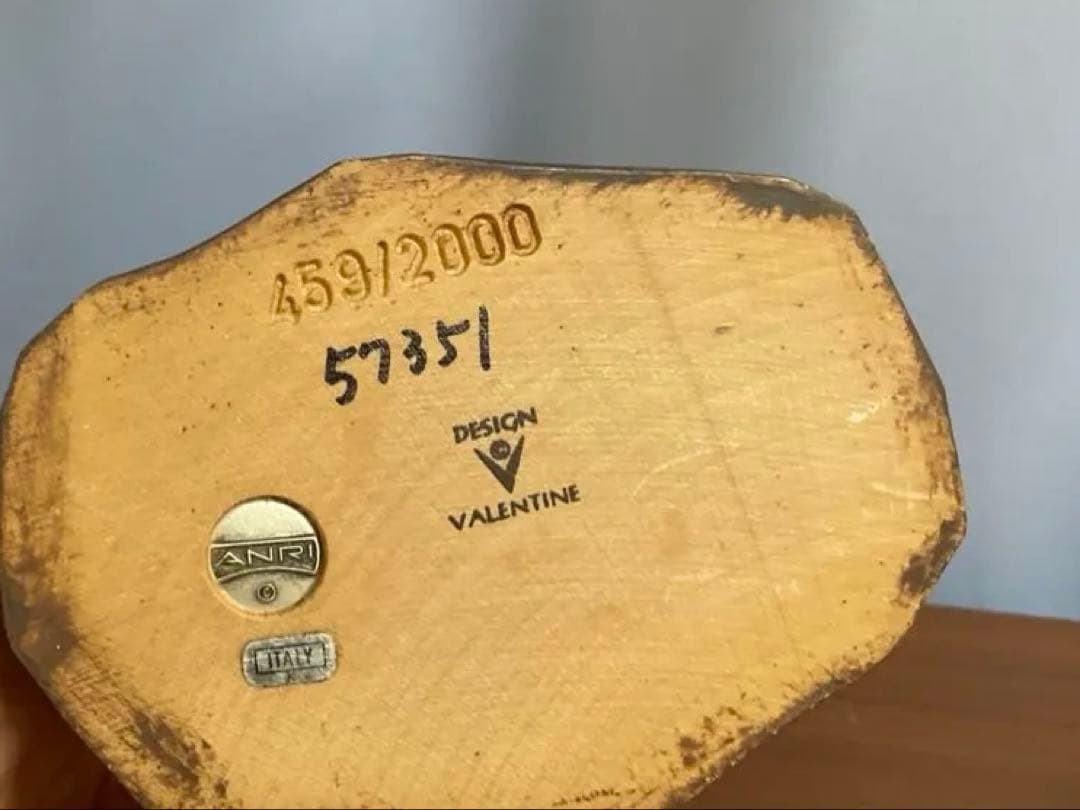 459/2000
57351
DESIGN
©
VALENTINE
ANRI
©
ITALY